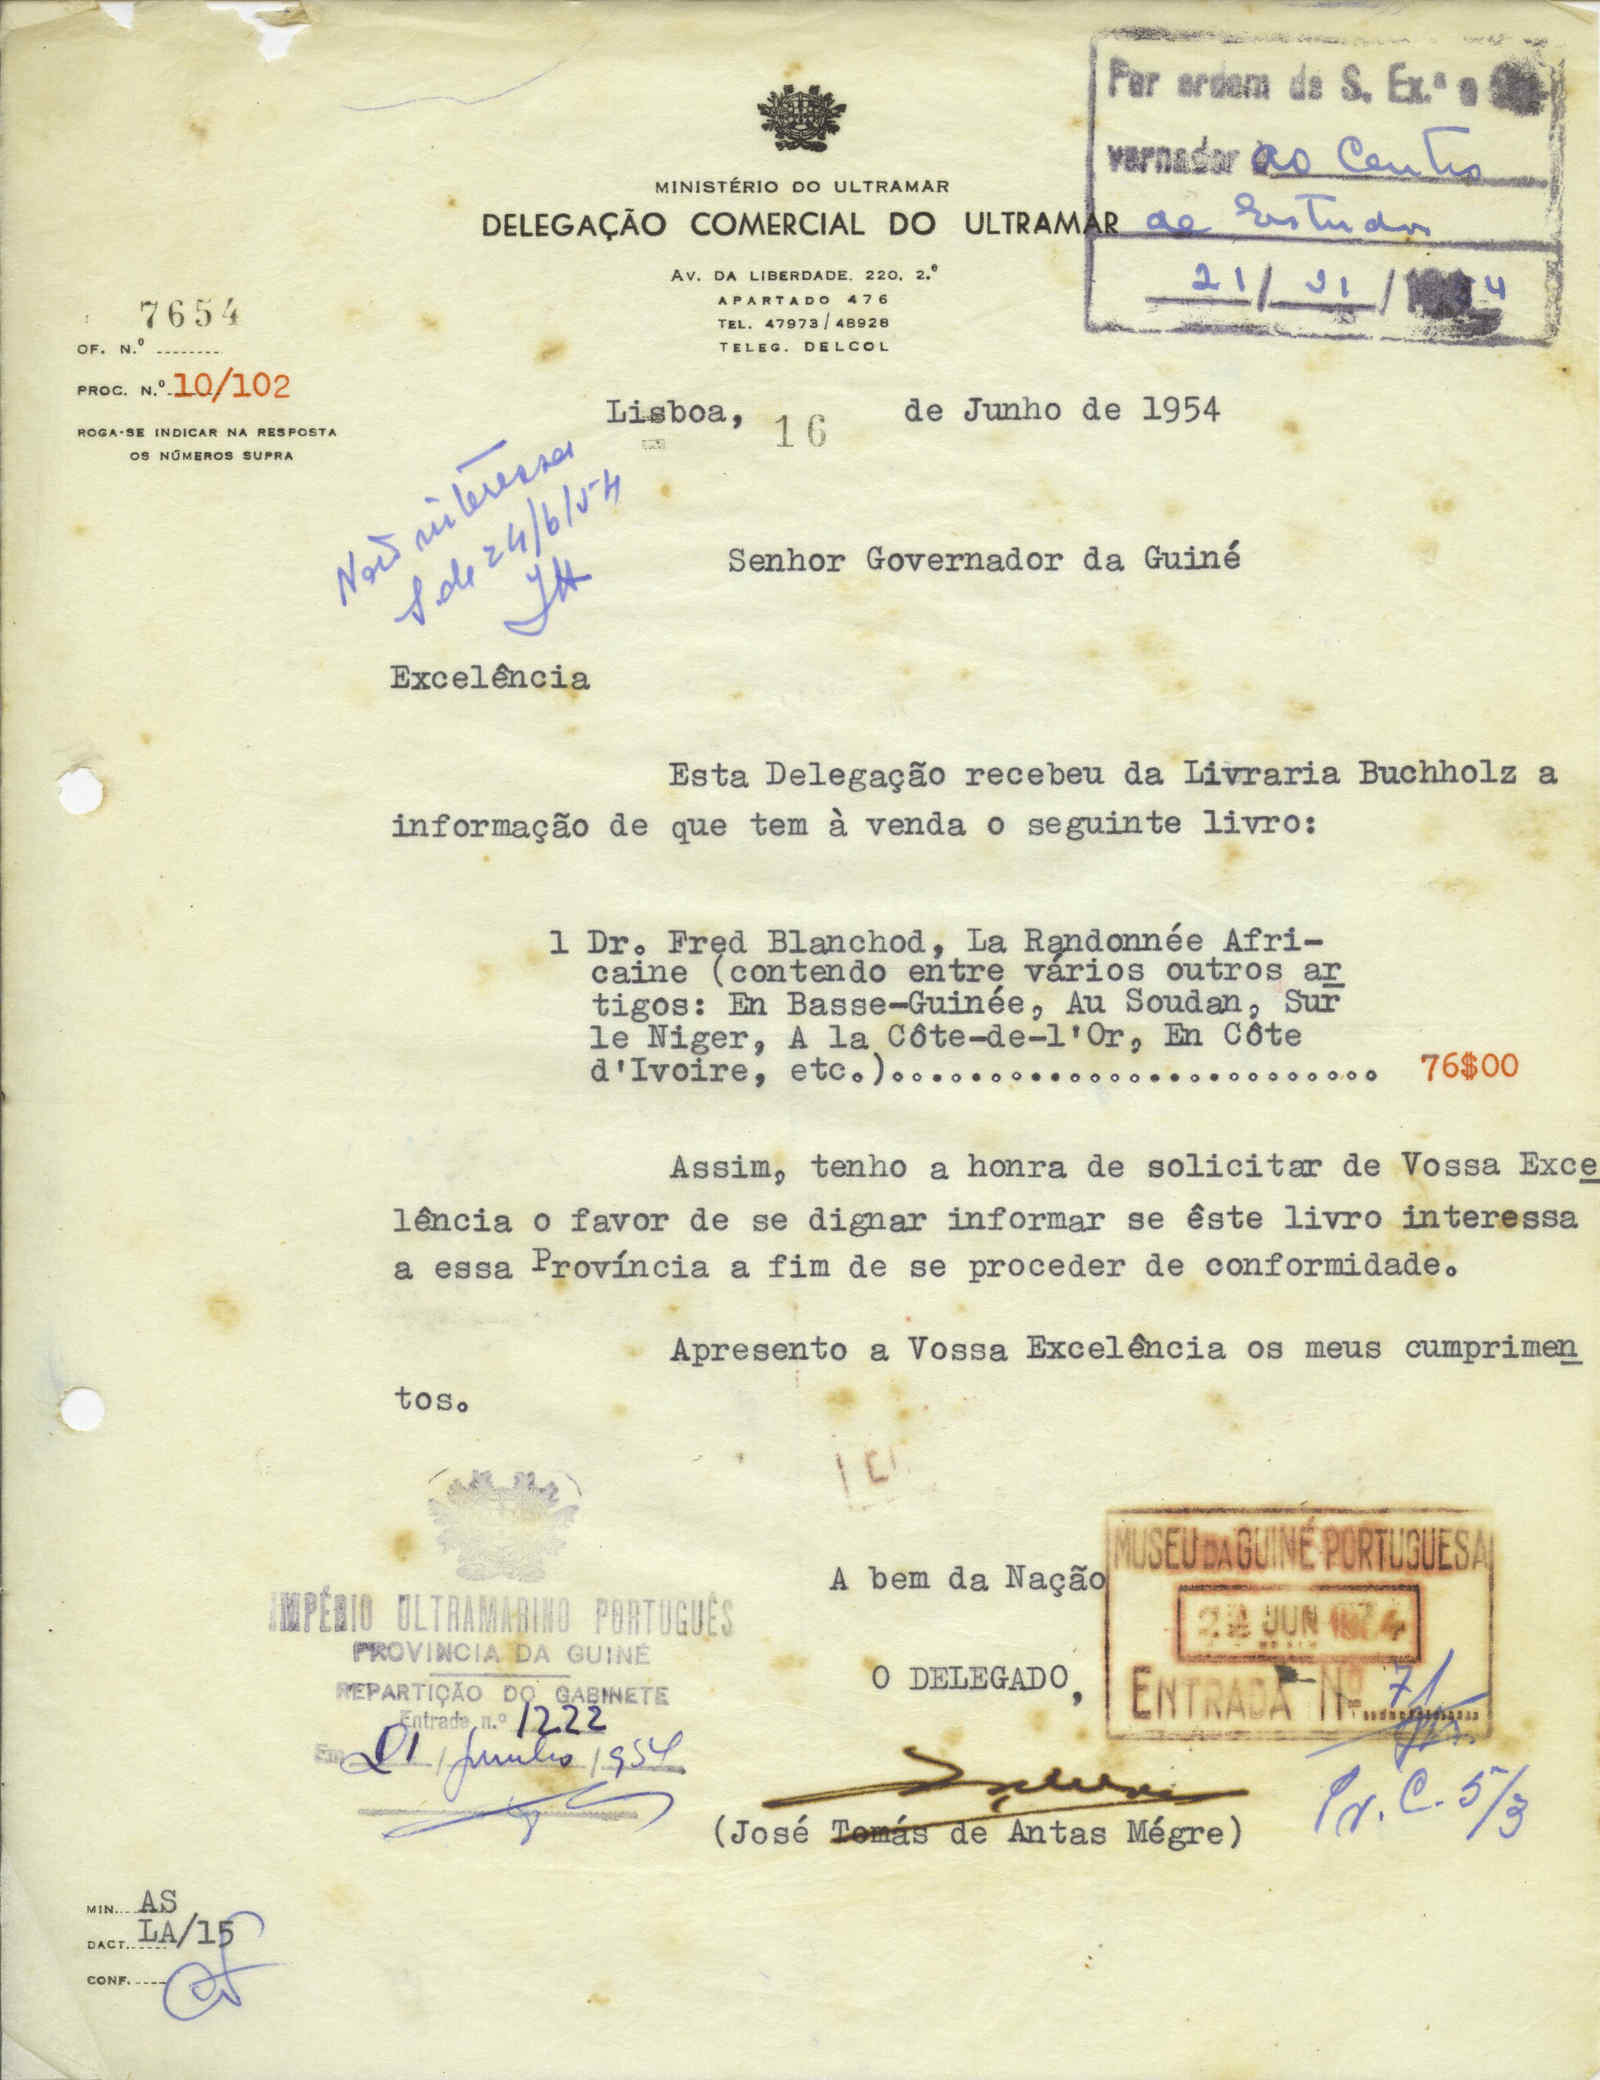 Por ordem de S. Ex.ª o
vernador ao Centro
de Estudos
21/ /
MINISTÉRIO DO ULTRAMAR
DELEGAÇÃO COMERCIAL DO ULTRAMAR
AV. DA LIBERDADE, 220, 2.º
APARTADO 476
TEL. 47973/48928
TELEG. DELCOL
7654
OF. N.º
PROC. N.º 10/102
ROGA-SE INDICAR NA RESPOSTA
OS NÚMEROS SUPRA
Lisboa, 16 de Junho de 1954
Não interessa
24/6/54
Senhor Governador da Guiné
Excelência
Esta Delegação recebeu da Livraria Buchholz a
informação de que tem à venda o seguinte livro:
1 Dr. Fred Blanchod, La Randonnée Afri-
caine (contendo entre vários outros ar
tigos: En Basse-Guinée, Au Soudan, Sur
le Niger, A la Côte-de-l'Or, En Côte
d'Ivoire, etc.)......................... 76$00
Assim, tenho a honra de solicitar de Vossa Exce
lência o favor de se dignar informar se êste livro interessa
a essa Província a fim de se proceder de conformidade.
Apresento a Vossa Excelência os meus cumprimen
tos.
A bem da Nação
O DELEGADO,
(José Tomás de Antas Mégre)
IMPÉRIO ULTRAMARINO PORTUGUÊS
PROVINCIA DA GUINÉ
REPARTIÇÃO DO GABINETE
Entrada n.º 1222
Em 21/Junho/1954
MUSEU DA GUINÉ PORTUGUESA
JUN
ENTRADA Nº 71
Pr. C. 5/3
MIN. AS
DACT. LA/15
CONF.